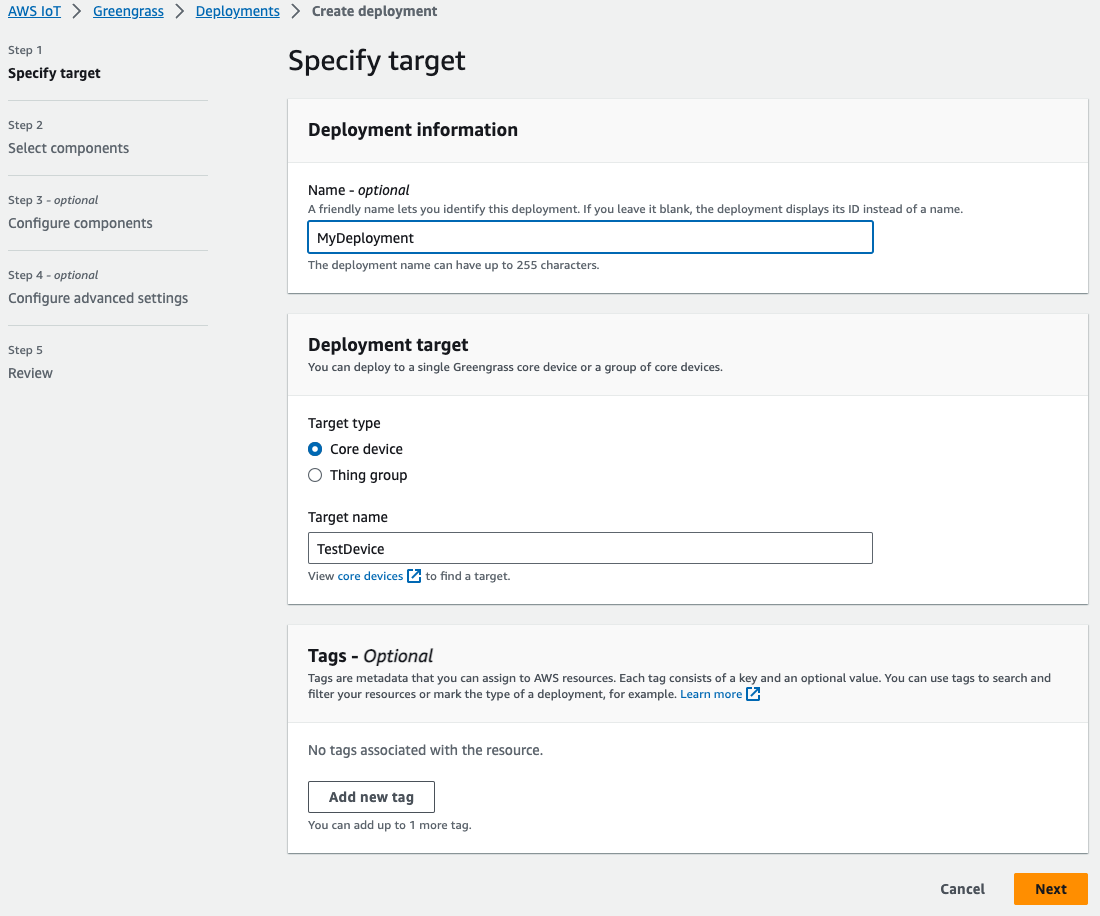 AWS IoT > Greengrass > Deployments > Create deployment
Step 1
Specify target
Step 2
Select components
Step 3 - optional
Configure components
Step 4 - optional
Configure advanced settings
Step 5
Review
Specify target
Deployment information
Name - optional
A friendly name lets you identify this deployment. If you leave it blank, the deployment displays its ID instead of a name.
MyDeployment
The deployment name can have up to 255 characters.
Deployment target
You can deploy to a single Greengrass core device or a group of core devices.
Target type
Core device
Thing group
Target name
TestDevice
View core devices to find a target.
Tags - Optional
Tags are metadata that you can assign to AWS resources. Each tag consists of a key and an optional value. You can use tags to search and
filter your resources or mark the type of a deployment, for example. Learn more
No tags associated with the resource.
Add new tag
You can add up to 1 more tag.
Cancel Next